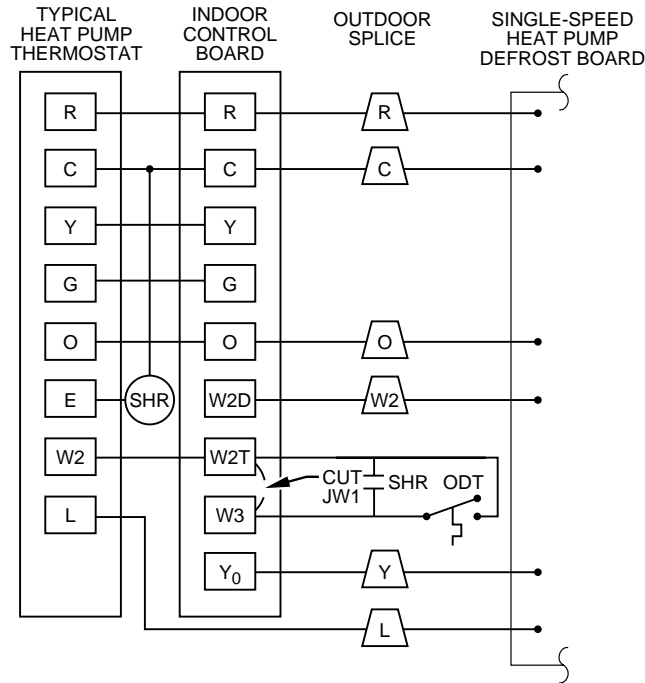 TYPICAL
HEAT PUMP
THERMOSTAT
INDOOR
CONTROL
BOARD
OUTDOOR
SPLICE
SINGLE-SPEED
HEAT PUMP
DEFROST BOARD
R R R
C C C
Y Y
G G
O O O
E SHR W2D W2
W2 W2T
CUT
JW1
SHR ODT
L W3
Y0 Y
L